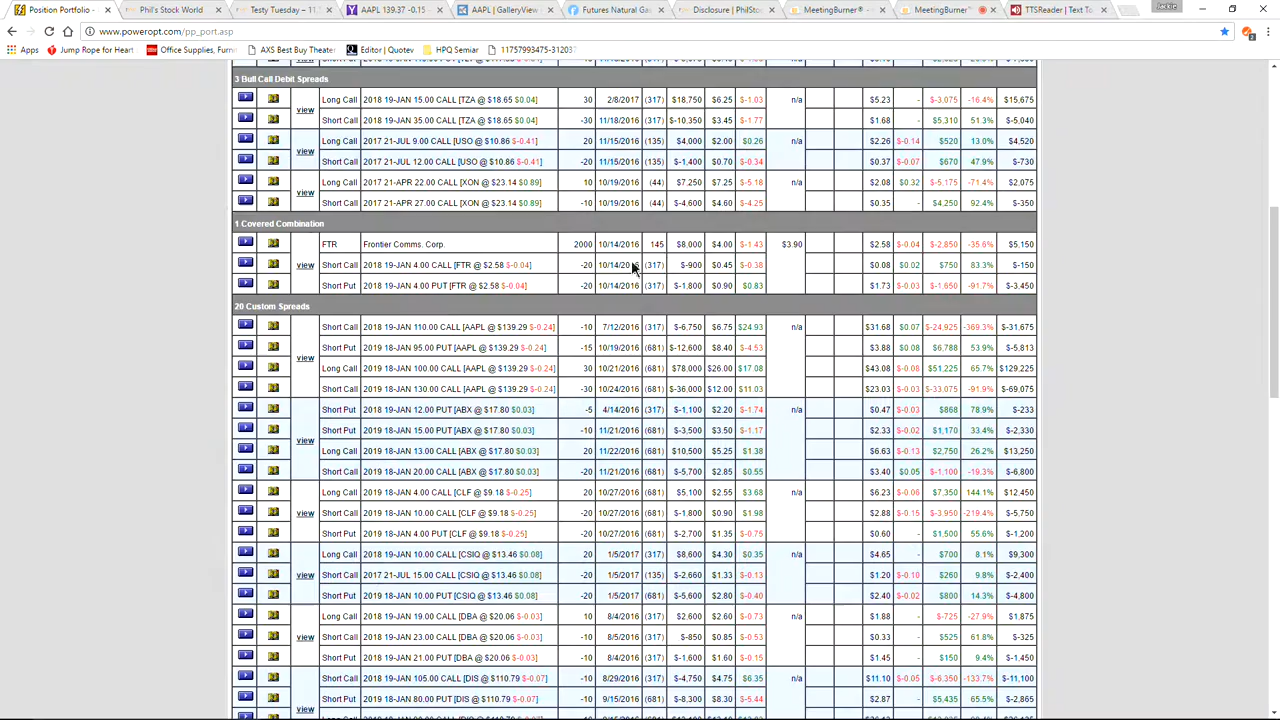 Position Portfolio -
Phil's Stock World
Testy Tuesday – 11:
AAPL 139.37 -0.15
AAPL | GalleryView -
Futures Natural Ga
Disclosure | PhilSto
MeetingBurner® -
MeetingBurner™
TTSReader | Text To
Jackie
www.poweropt.com/pp_port.asp
Apps Jump Rope for Heart Office Supplies, Furn AXS Best Buy Theater Editor | Quotev HPQ Semiar 11757993475-31203
3 Bull Call Debit Spreads
view Long Call 2018 19-JAN 15.00 CALL [TZA @ $18.65 $0.04] 30 2/8/2017 (317) $18,750 $6.25 $-1.03 n/a $5.23 - $-3,075 -16.4% $15,675
Short Call 2018 19-JAN 35.00 CALL [TZA @ $18.65 $0.04] -30 11/18/2016 (317) $-10,350 $3.45 $-1.77 $1.68 - $5,310 51.3% $-5,040
view Long Call 2017 21-JUL 9.00 CALL [USO @ $10.86 $-0.41] 20 11/15/2016 (135) $4,000 $2.00 $0.26 n/a $2.26 $-0.14 $520 13.0% $4,520
Short Call 2017 21-JUL 12.00 CALL [USO @ $10.86 $-0.41] -20 11/15/2016 (135) $-1,400 $0.70 $-0.34 $0.37 $-0.07 $670 47.9% $-730
view Long Call 2017 21-APR 22.00 CALL [XON @ $23.14 $0.89] 10 10/19/2016 (44) $7,250 $7.25 $-5.18 n/a $2.08 $0.32 $-5,175 -71.4% $2,075
Short Call 2017 21-APR 27.00 CALL [XON @ $23.14 $0.89] -10 10/19/2016 (44) $-4,600 $4.60 $-4.25 $0.35 - $4,250 92.4% $-350
1 Covered Combination
FTR Frontier Comms. Corp. 2000 10/14/2016 145 $8,000 $4.00 $-1.43 $3.90 $2.58 $-0.04 $-2,850 -35.6% $5,150
view Short Call 2018 19-JAN 4.00 CALL [FTR @ $2.58 $-0.04] -20 10/14/2016 (317) $-900 $0.45 $-0.38 $0.08 $0.02 $750 83.3% $-150
Short Put 2018 19-JAN 4.00 PUT [FTR @ $2.58 $-0.04] -20 10/14/2016 (317) $-1,800 $0.90 $0.83 $1.73 $-0.03 $-1,650 -91.7% $-3,450
20 Custom Spreads
Short Call 2018 19-JAN 110.00 CALL [AAPL @ $139.29 $-0.24] -10 7/12/2016 (317) $-6,750 $6.75 $24.93 n/a $31.68 $0.07 $-24,925 -369.3% $-31,675
Short Put 2019 18-JAN 95.00 PUT [AAPL @ $139.29 $-0.24] -15 10/19/2016 (681) $-12,600 $8.40 $-4.53 $3.88 $0.08 $6,788 53.9% $-5,813
view Long Call 2019 18-JAN 100.00 CALL [AAPL @ $139.29 $-0.24] 30 10/21/2016 (681) $78,000 $26.00 $17.08 $43.08 $-0.08 $51,225 65.7% $129,225
Short Call 2019 18-JAN 130.00 CALL [AAPL @ $139.29 $-0.24] -30 10/24/2016 (681) $-36,000 $12.00 $11.03 $23.03 $-0.03 $-33,075 -91.9% $-69,075
Short Put 2018 19-JAN 12.00 PUT [ABX @ $17.80 $0.03] -5 4/14/2016 (317) $-1,100 $2.20 $-1.74 n/a $0.47 $-0.03 $868 78.9% $-233
Short Put 2019 18-JAN 15.00 PUT [ABX @ $17.80 $0.03] -10 11/21/2016 (681) $-3,500 $3.50 $-1.17 $2.33 $-0.02 $1,170 33.4% $-2,330
view Long Call 2019 18-JAN 13.00 CALL [ABX @ $17.80 $0.03] 20 11/22/2016 (681) $10,500 $5.25 $1.38 $6.63 $-0.13 $2,750 26.2% $13,250
Short Call 2019 18-JAN 20.00 CALL [ABX @ $17.80 $0.03] -20 11/21/2016 (681) $-5,700 $2.85 $0.55 $3.40 $0.05 $-1,100 -19.3% $-6,800
Long Call 2019 18-JAN 4.00 CALL [CLF @ $9.18 $-0.25] 20 10/27/2016 (681) $5,100 $2.55 $3.68 n/a $6.23 $-0.06 $7,350 144.1% $12,450
view Short Call 2019 18-JAN 10.00 CALL [CLF @ $9.18 $-0.25] -20 10/27/2016 (681) $-1,800 $0.90 $1.98 $2.88 $-0.15 $-3,950 -219.4% $-5,750
Short Put 2019 18-JAN 4.00 PUT [CLF @ $9.18 $-0.25] -20 10/27/2016 (681) $-2,700 $1.35 $-0.75 $0.60 - $1,500 55.6% $-1,200
Long Call 2018 19-JAN 10.00 CALL [CSIQ @ $13.46 $0.08] 20 1/5/2017 (317) $8,600 $4.30 $0.35 n/a $4.65 - $700 8.1% $9,300
view Short Call 2017 21-JUL 15.00 CALL [CSIQ @ $13.46 $0.08] -20 1/5/2017 (135) $-2,660 $1.33 $-0.13 $1.20 $-0.10 $260 9.8% $-2,400
Short Put 2018 19-JAN 10.00 PUT [CSIQ @ $13.46 $0.08] -20 1/5/2017 (317) $-5,600 $2.80 $-0.40 $2.40 $-0.02 $800 14.3% $-4,800
Long Call 2018 19-JAN 19.00 CALL [DBA @ $20.06 $-0.03] 10 8/4/2016 (317) $2,600 $2.60 $-0.73 n/a $1.88 - $-725 -27.9% $1,875
view Short Call 2018 19-JAN 23.00 CALL [DBA @ $20.06 $-0.03] -10 8/5/2016 (317) $-850 $0.85 $-0.53 $0.33 - $525 61.8% $-325
Short Put 2018 19-JAN 21.00 PUT [DBA @ $20.06 $-0.03] -10 8/4/2016 (317) $-1,600 $1.60 $-0.15 $1.45 - $150 9.4% $-1,450
Short Call 2018 19-JAN 105.00 CALL [DIS @ $110.79 $-0.07] -10 8/29/2016 (317) $-4,750 $4.75 $6.35 n/a $11.10 $-0.05 $-6,350 -133.7% $-11,100
view Short Put 2019 18-JAN 80.00 PUT [DIS @ $110.79 $-0.07] -10 9/15/2016 (681) $-8,300 $8.30 $-5.44 $2.87 - $5,435 65.5% $-2,865